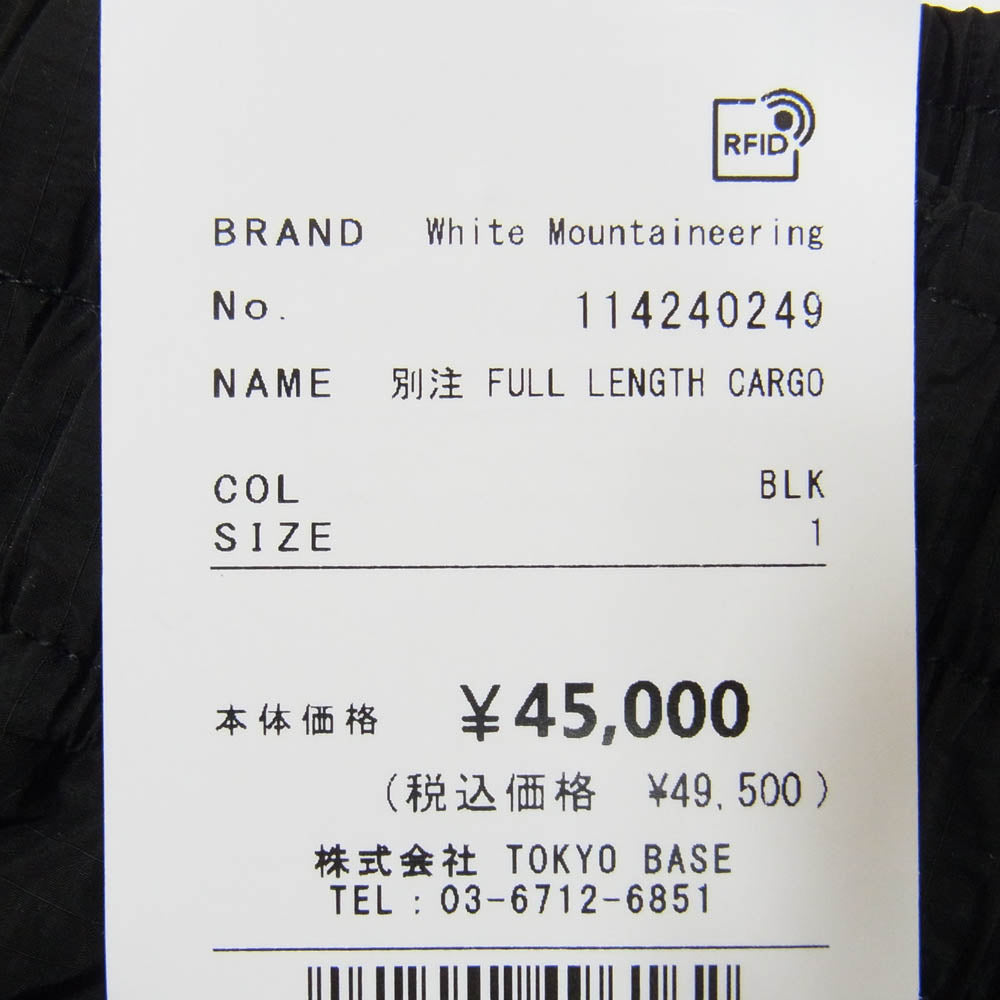 RFID
BRAND White Mountaineering
No. 114240249
NAME 別注 FULL LENGTH CARGO
COL BLK
SIZE 1
本体価格 ¥45,000
(税込価格 ¥49,500)
株式会社 TOKYO BASE
TEL:03-6712-6851